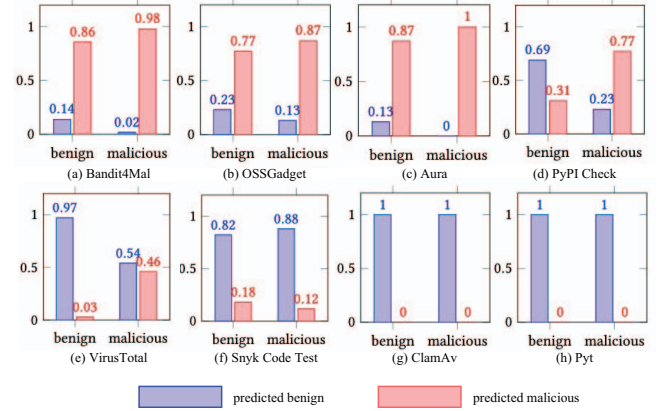 1 0.86 0.98
0.5
0.14 0.02
0
benign malicious
(a) Bandit4Mal
1 0.77 0.87
0.5
0.23 0.13
0
benign malicious
(b) OSSGadget
1 0.87 1
0.5
0.13 0
0
benign malicious
(c) Aura
1 0.69 0.77
0.5
0.31 0.23
0
benign malicious
(d) PyPI Check
1 0.97
0.5 0.54 0.46
0.03
0
benign malicious
(e) VirusTotal
1 0.82 0.88
0.5
0.18 0.12
0
benign malicious
(f) Snyk Code Test
1 1 1
0.5
0 0 0
benign malicious
(g) ClamAv
1 1 1
0.5
0 0 0
benign malicious
(h) Pyt
predicted benign predicted malicious